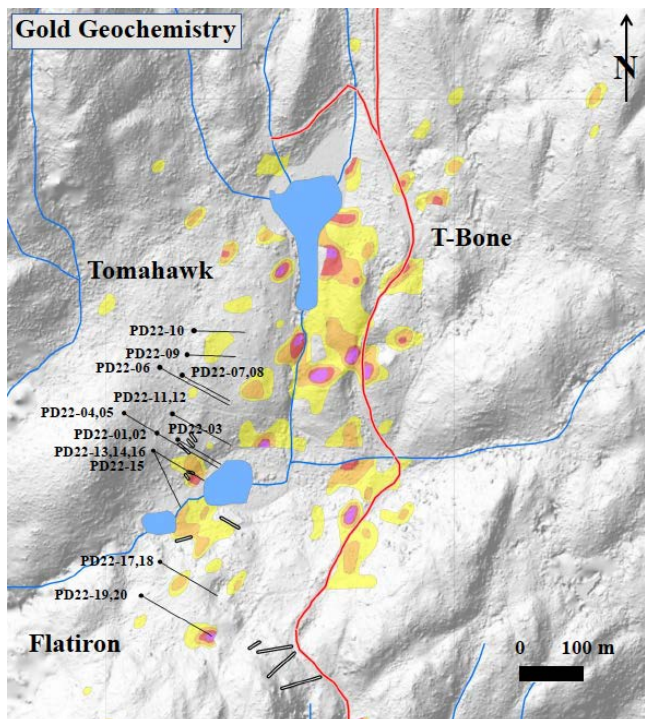 Gold Geochemistry
N
T-Bone
Tomahawk
PD22-10
PD22-09
PD22-06
PD22-07,08
PD22-11,12
PD22-04,05
PD22-03
PD22-01,02
PD22-13,14,16
PD22-15
PD22-17,18
PD22-19,20
Flatiron
0 100 m